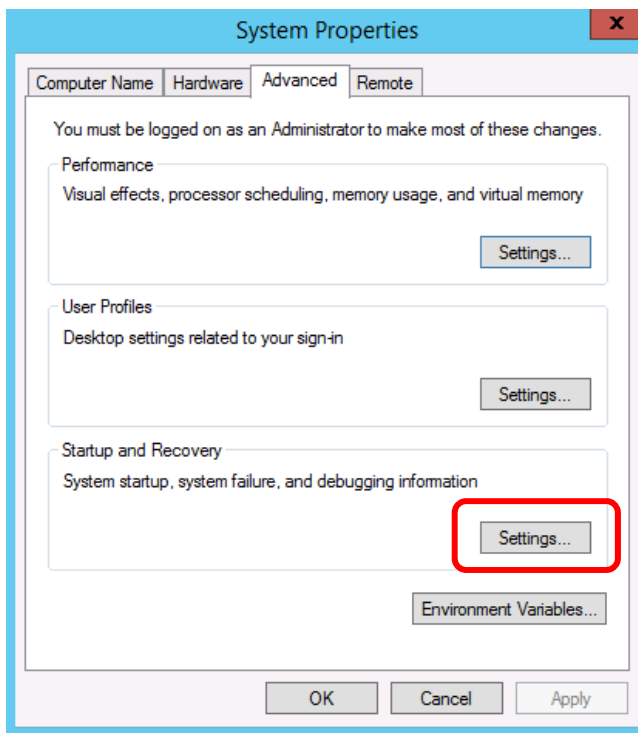 System Properties
x
Computer Name Hardware Advanced Remote
You must be logged on as an Administrator to make most of these changes.
Performance
Visual effects, processor scheduling, memory usage, and virtual memory
Settings...
User Profiles
Desktop settings related to your sign-in
Settings...
Startup and Recovery
System startup, system failure, and debugging information
Settings...
Environment Variables...
OK Cancel Apply